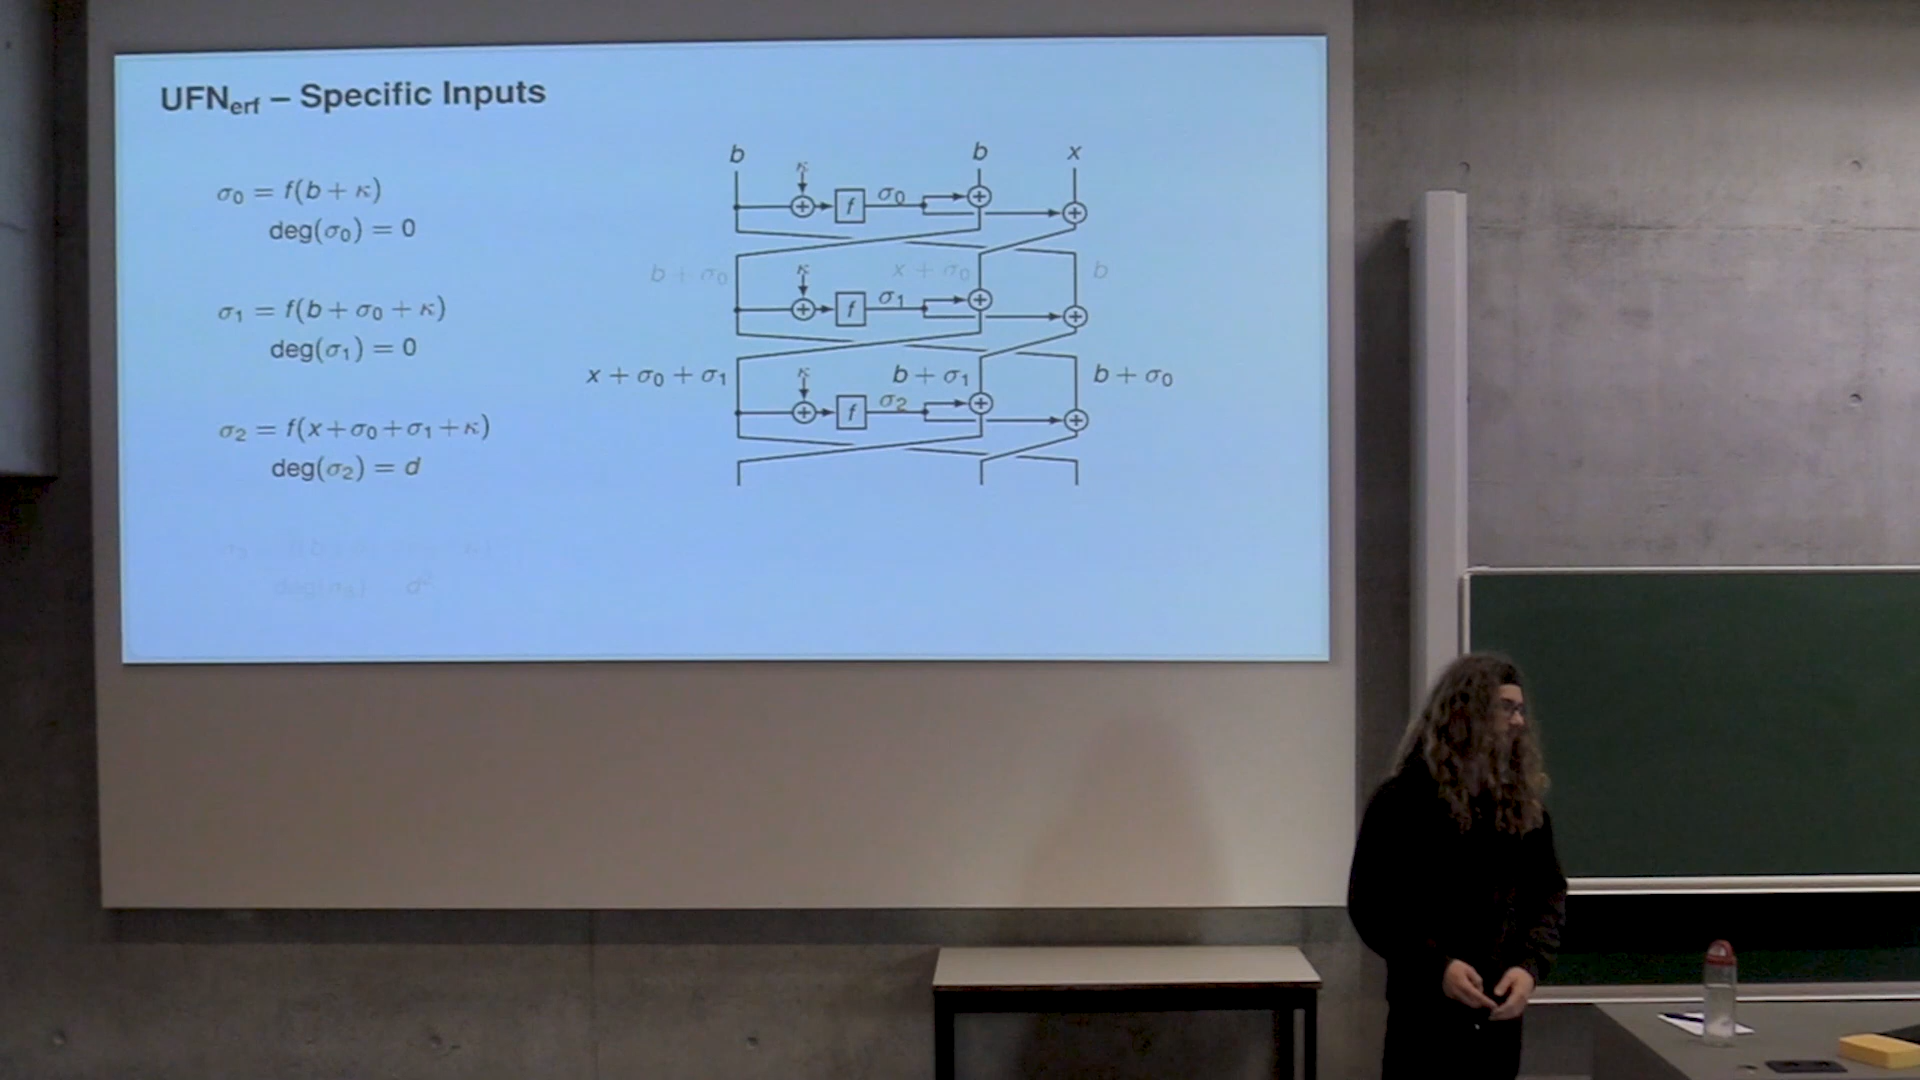 UFNerf – Specific Inputs
σ0 = f(b + κ)
deg(σ0) = 0
σ1 = f(b + σ0 + κ)
deg(σ1) = 0
σ2 = f(x+σ0+σ1+κ)
deg(σ2) = d
b b x
κ
f σ0
b + σ0 x + σ0 b
κ
f σ1
x + σ0 + σ1 b + σ1 b + σ0
κ
f σ2